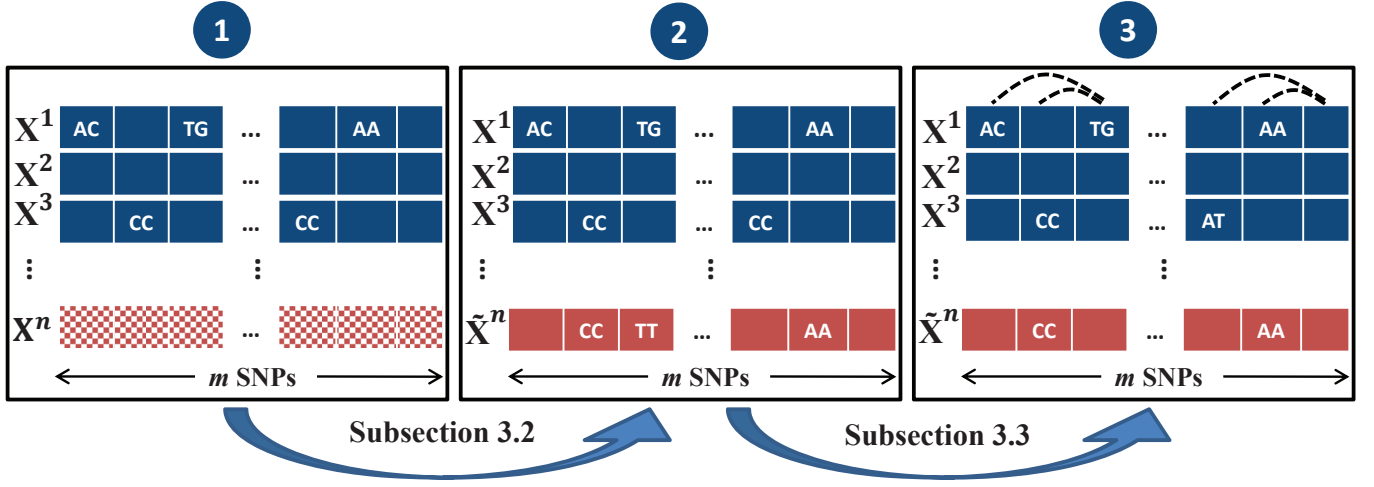 1 2 3
X¹ AC TG ... AA X¹ AC TG ... AA X¹ AC TG ... AA
X² ... X² ... X² ...
X³ CC ... CC X³ CC ... CC X³ CC ... AT
⋮ ⋮ ⋮ ⋮ ⋮ ⋮
Xⁿ ... X̃ⁿ CC TT ... AA X̃ⁿ CC ... AA
m SNPs m SNPs m SNPs
Subsection 3.2 Subsection 3.3